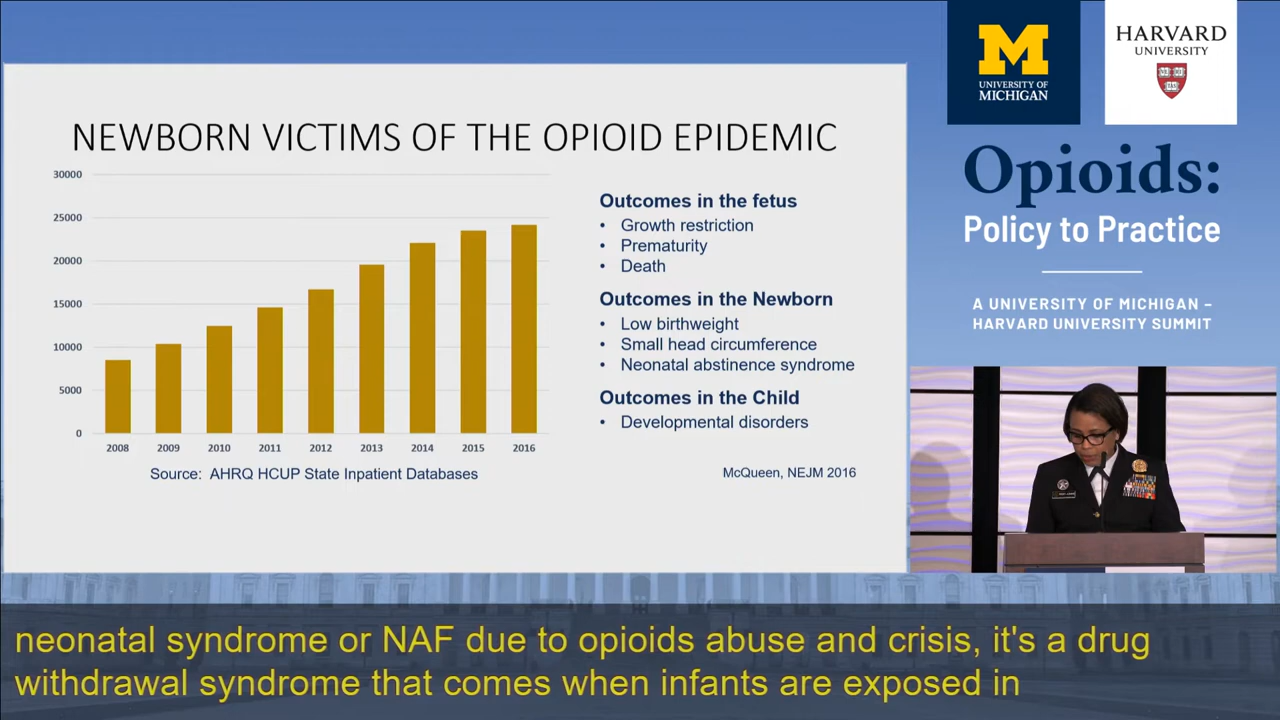 NEWBORN VICTIMS OF THE OPIOID EPIDEMIC
30000
25000
20000
15000
10000
5000
0
2008 2009 2010 2011 2012 2013 2014 2015 2016
Source: AHRQ HCUP State Inpatient Databases
Outcomes in the fetus
• Growth restriction
• Prematurity
• Death
Outcomes in the Newborn
• Low birthweight
• Small head circumference
• Neonatal abstinence syndrome
Outcomes in the Child
• Developmental disorders
McQueen, NEJM 2016
M
UNIVERSITY OF
MICHIGAN
HARVARD
UNIVERSITY
Opioids:
Policy to Practice
A UNIVERSITY OF MICHIGAN –
HARVARD UNIVERSITY SUMMIT
neonatal syndrome or NAF due to opioids abuse and crisis, it's a drug
withdrawal syndrome that comes when infants are exposed in